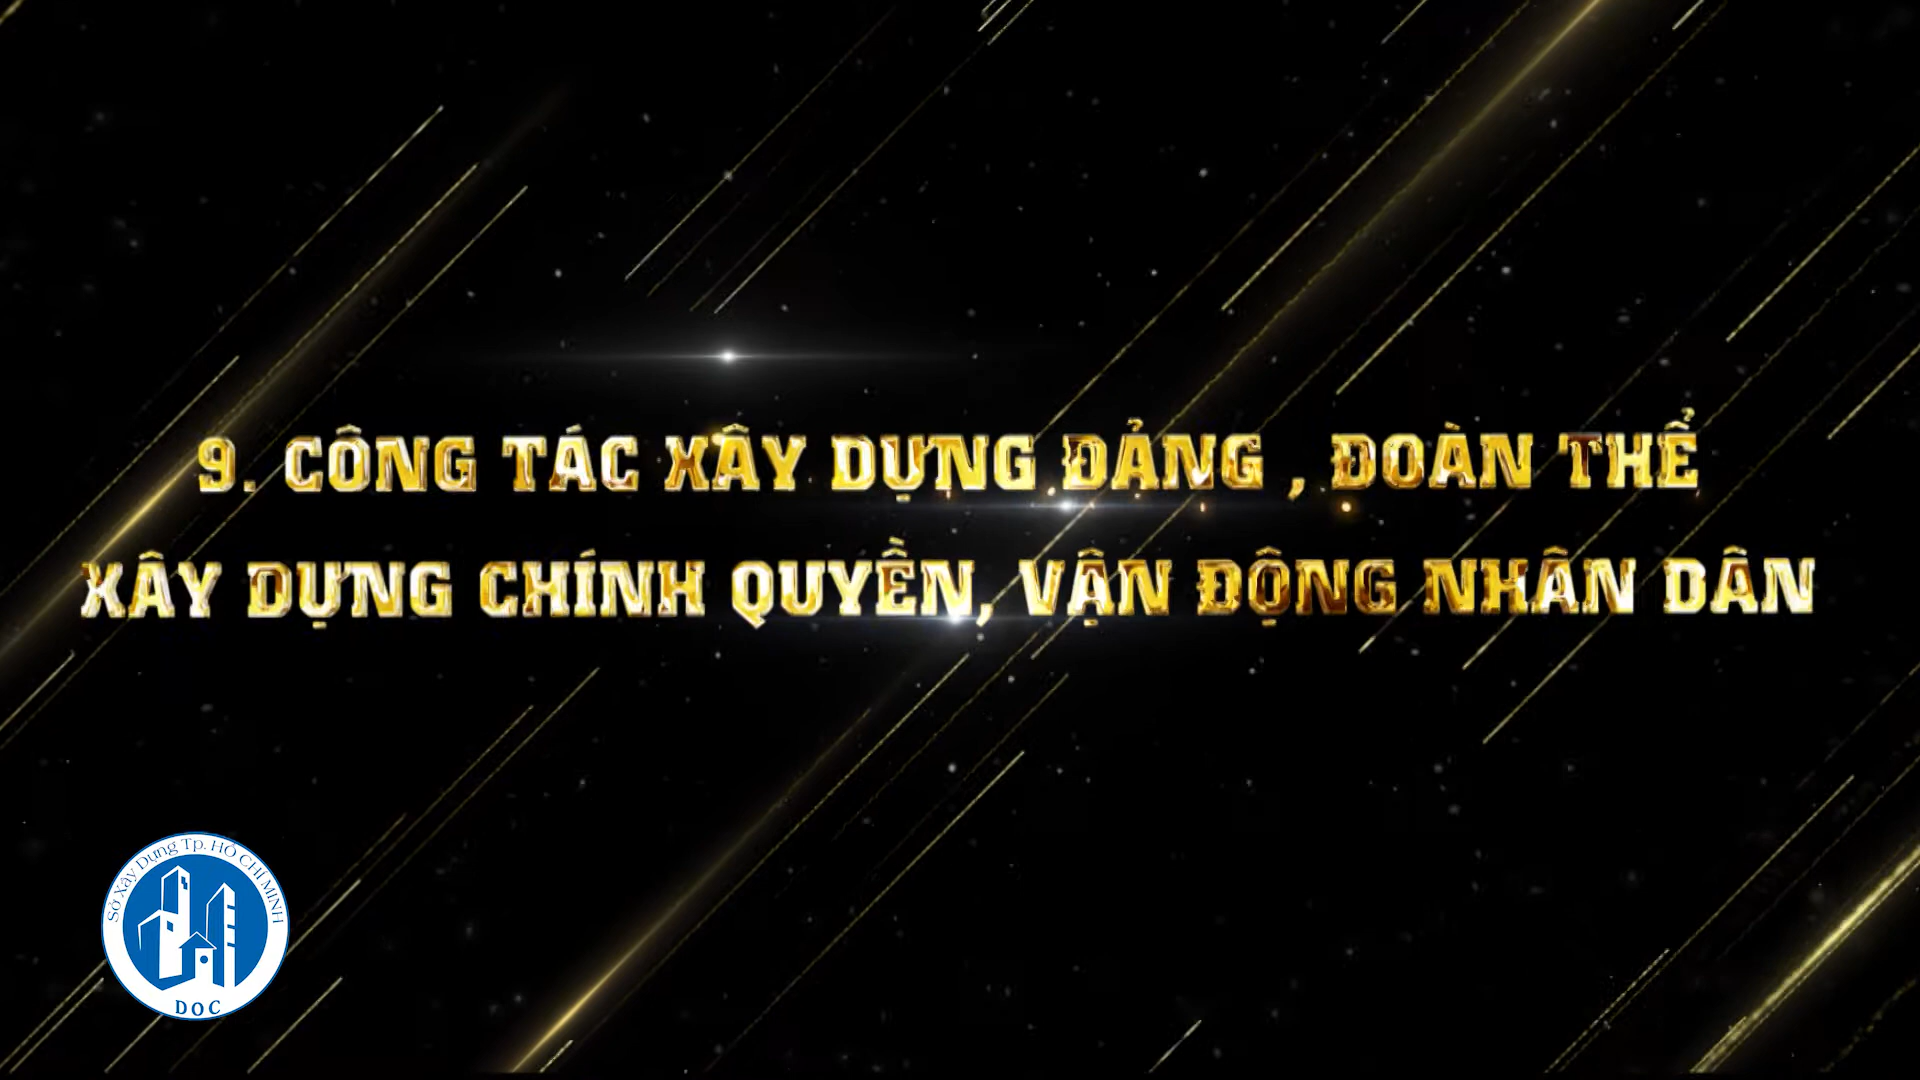 9. CÔNG TÁC XÂY DỰNG ĐẢNG , ĐOÀN THỂ
XÂY DỰNG CHÍNH QUYỀN, VẬN ĐỘNG NHÂN DÂN
Sở Xây Dựng Tp. HỒ CHÍ MINH
DOC